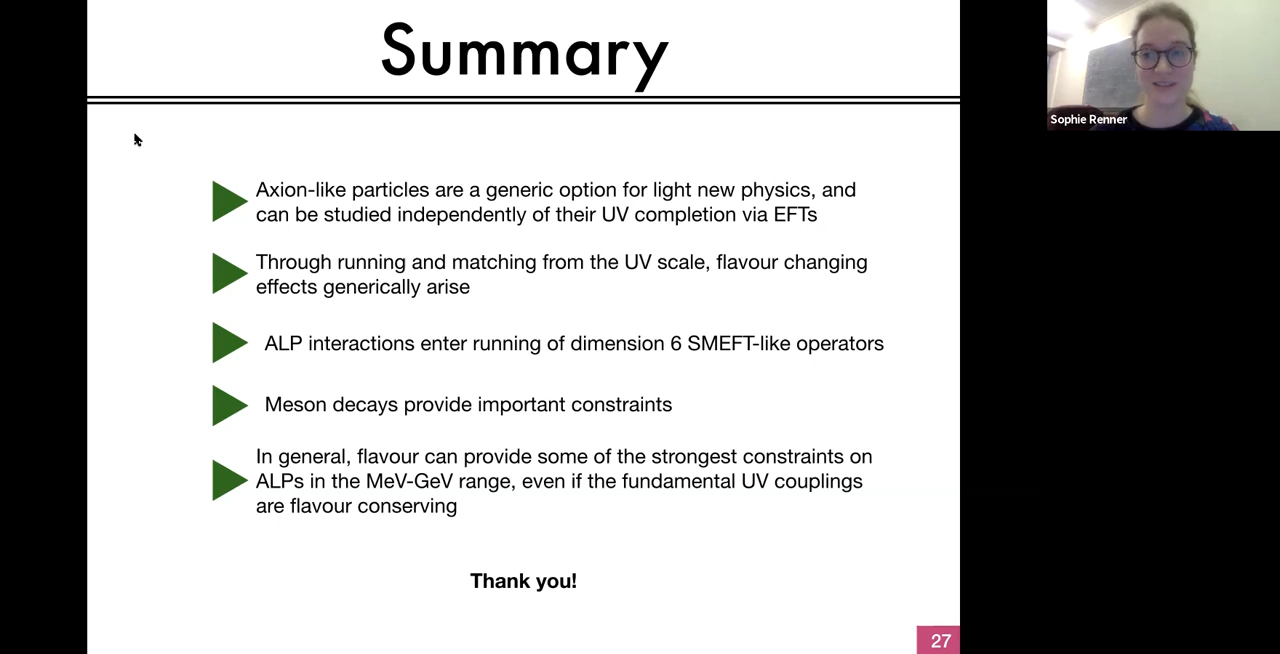 Summary
Sophie Renner
Axion-like particles are a generic option for light new physics, and
can be studied independently of their UV completion via EFTs
Through running and matching from the UV scale, flavour changing
effects generically arise
ALP interactions enter running of dimension 6 SMEFT-like operators
Meson decays provide important constraints
In general, flavour can provide some of the strongest constraints on
ALPs in the MeV-GeV range, even if the fundamental UV couplings
are flavour conserving
Thank you!
27